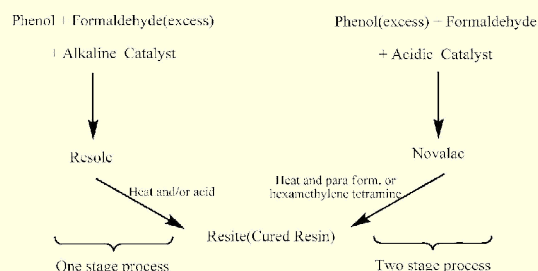 Phenol + Formaldehyde(excess)
+ Alkaline Catalyst
Phenol(excess) – Formaldehyde
+ Acidic Catalyst
Resole
Novalac
Heat and/or acid
Heat and para form. or
hexamethylene tetramine
Resite(Cured Resin)
One stage process
Two stage process